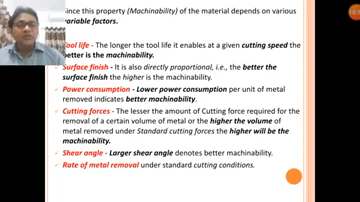 Since this property (Machinability) of the material depends on various
variable factors.
Tool life - The longer the tool life it enables at a given cutting speed the
better is the machinability.
Surface finish - It is also directly proportional, i.e., the better the
surface finish the higher is the machinability.
Power consumption - Lower power consumption per unit of metal
removed indicates better machinability.
Cutting forces - The lesser the amount of Cutting force required for the
removal of a certain volume of metal or the higher the volume of
metal removed under Standard cutting forces the higher will be the
machinability.
Shear angle - Larger shear angle denotes better machinability.
Rate of metal removal under standard cutting conditions.